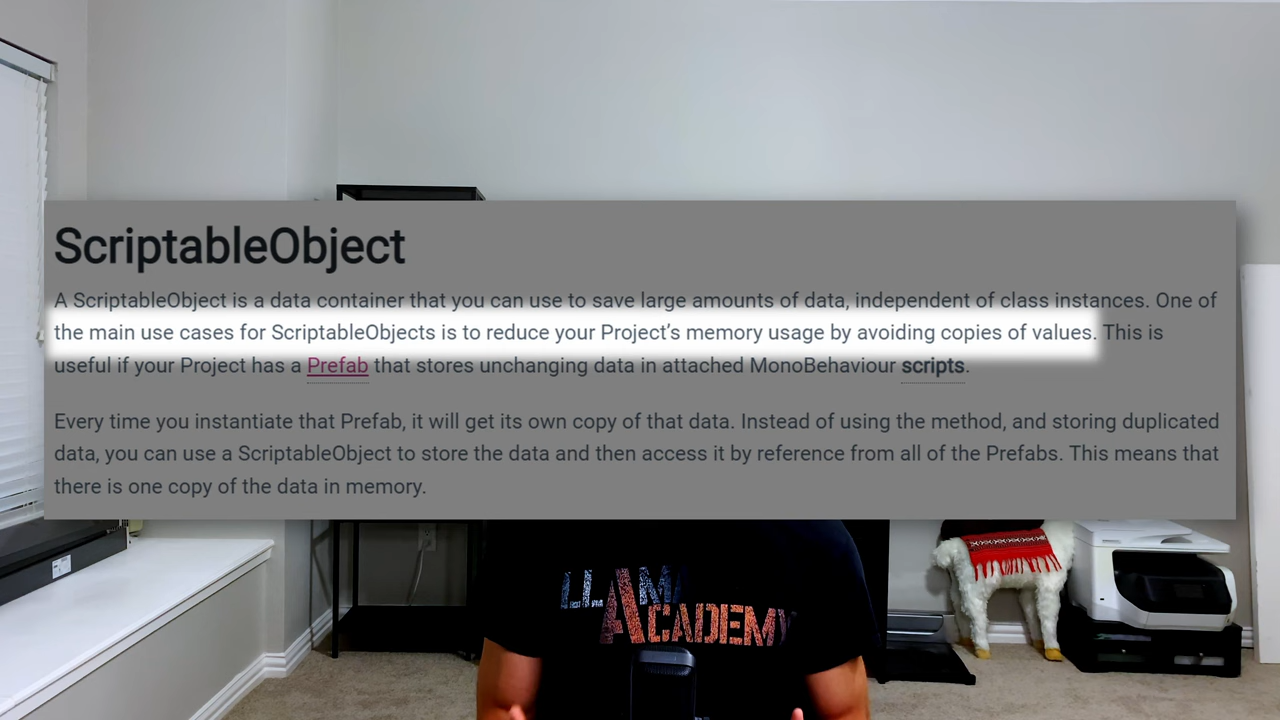 ScriptableObject
A ScriptableObject is a data container that you can use to save large amounts of data, independent of class instances. One of
the main use cases for ScriptableObjects is to reduce your Project’s memory usage by avoiding copies of values. This is
useful if your Project has a Prefab that stores unchanging data in attached MonoBehaviour scripts.
Every time you instantiate that Prefab, it will get its own copy of that data. Instead of using the method, and storing duplicated
data, you can use a ScriptableObject to store the data and then access it by reference from all of the Prefabs. This means that
there is one copy of the data in memory.
LLAMA
ACADEMY